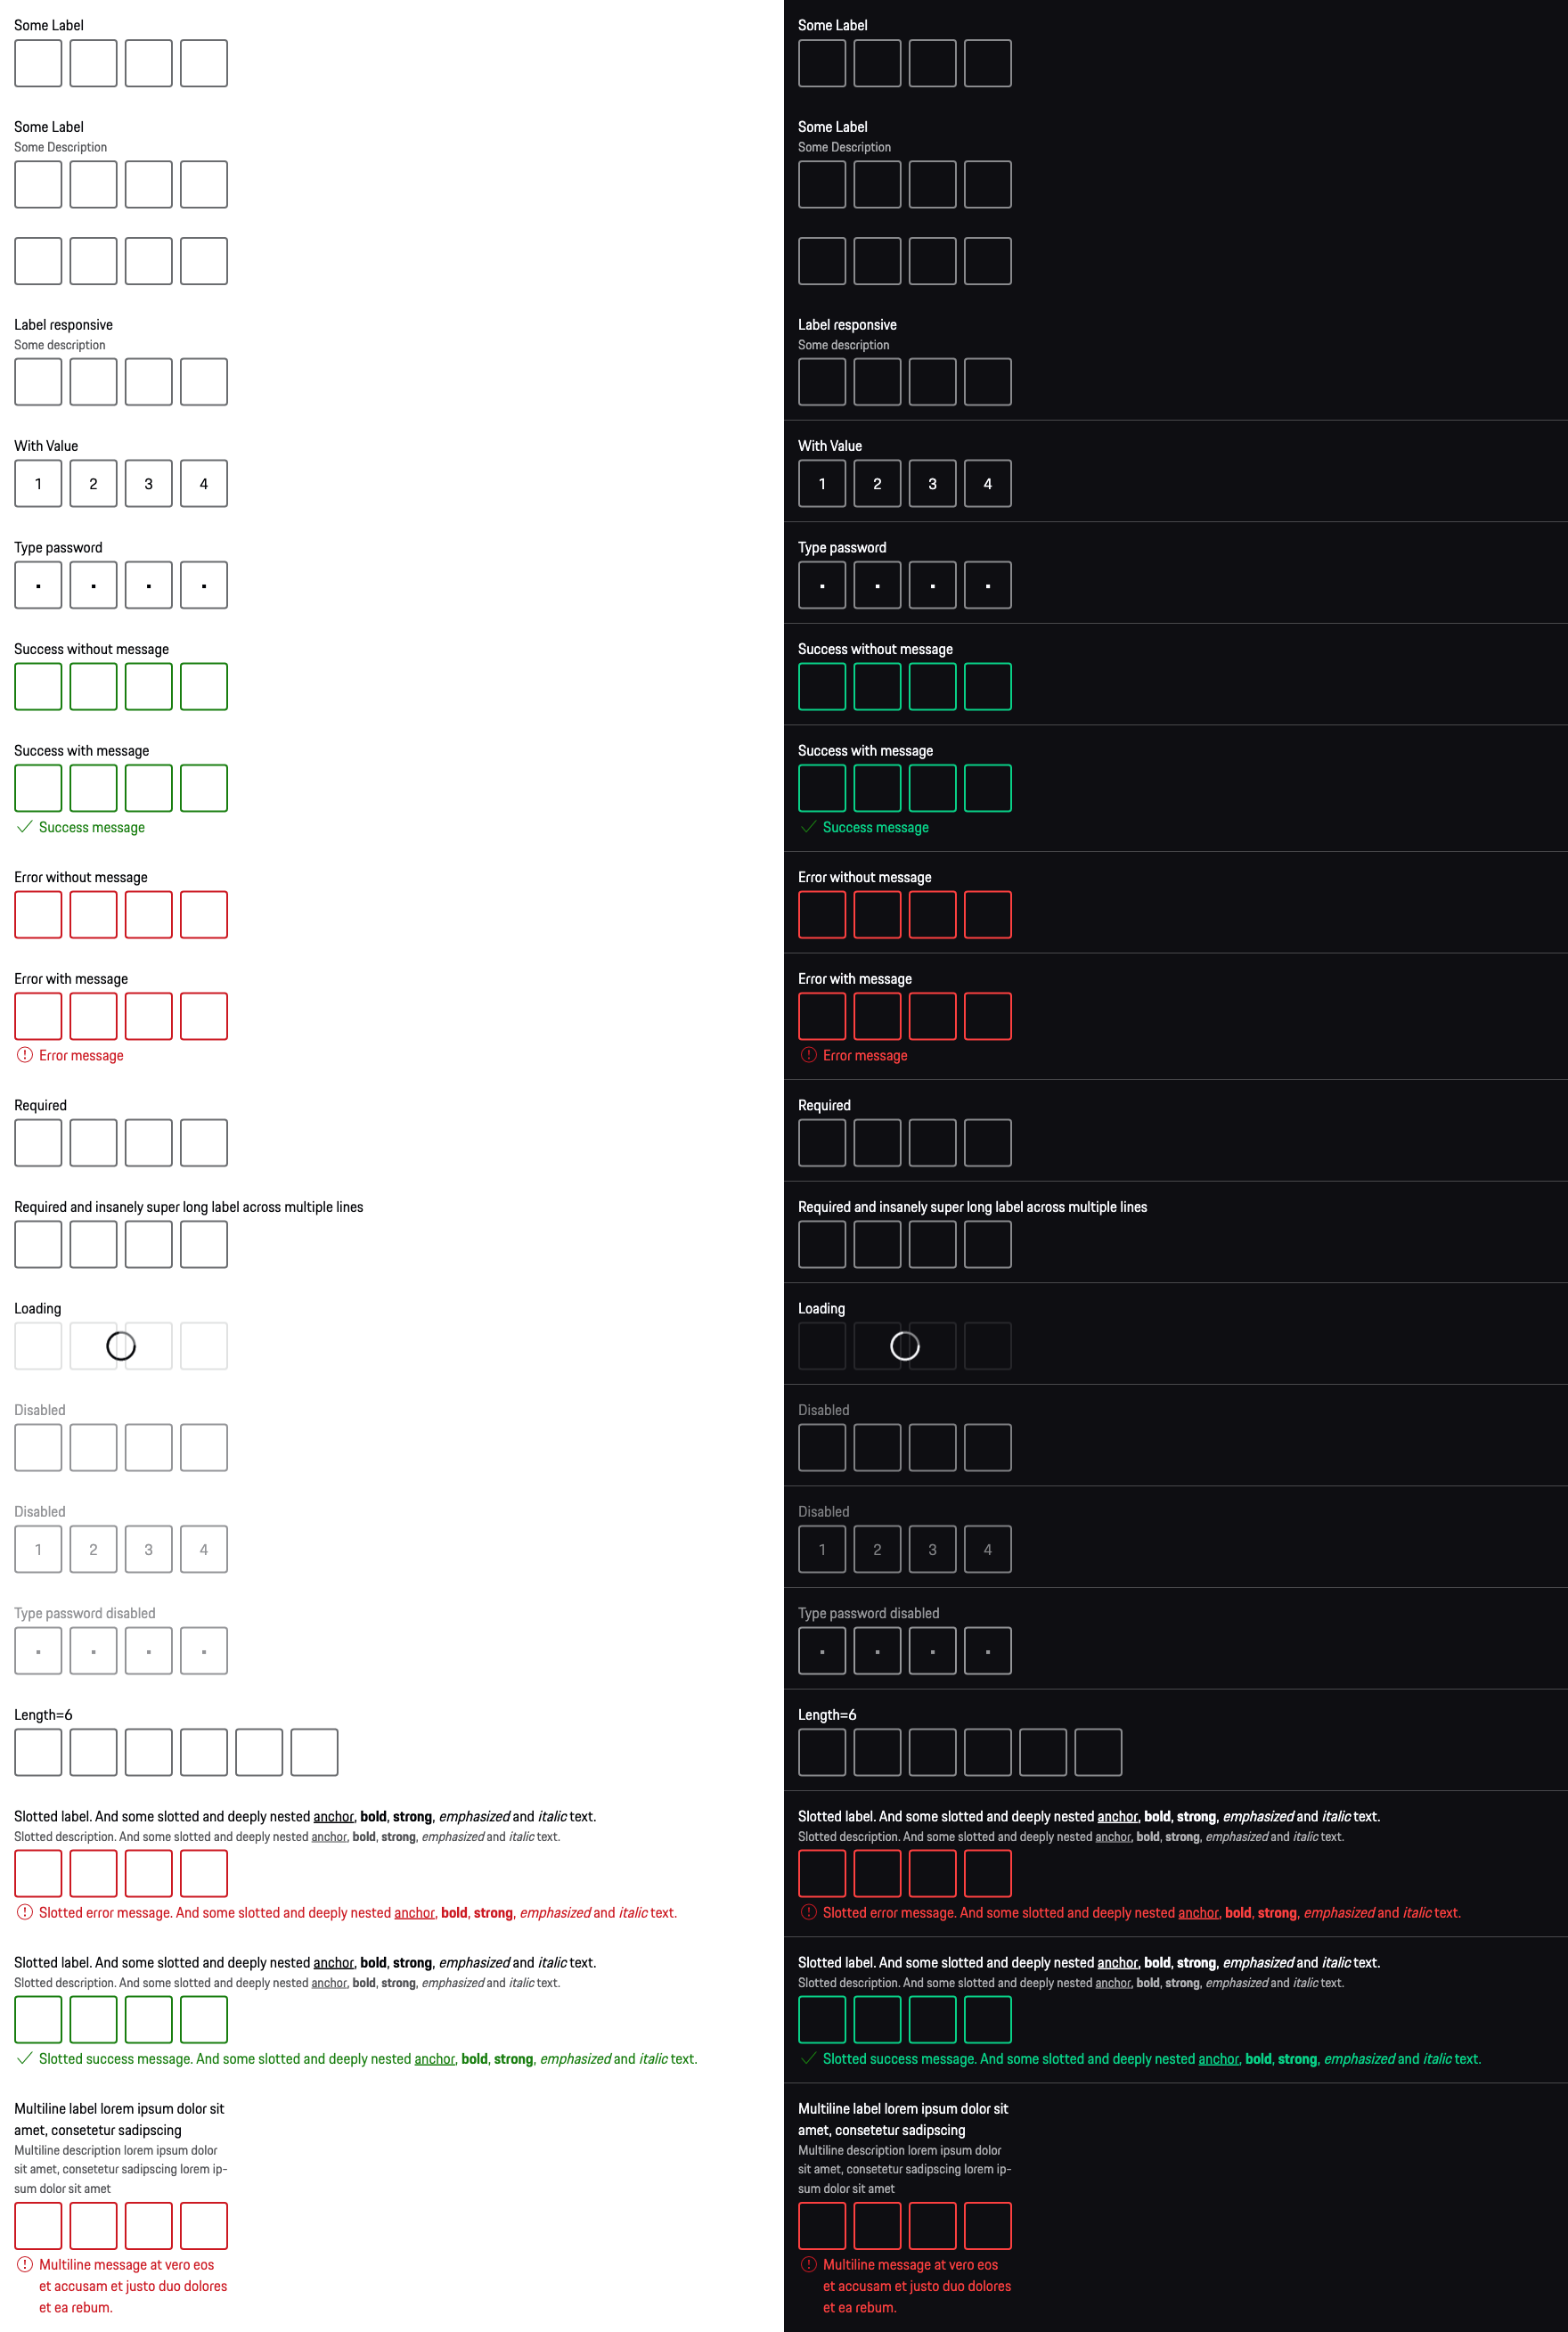 Some Label
Some Label
Some Description
Label responsive
Some description
With Value
1 2 3 4
Type password
Success without message
Success with message
Success message
Error without message
Error with message
Error message
Required
Required and insanely super long label across multiple lines
Loading
Disabled
Disabled
1 2 3 4
Type password disabled
Length=6
Slotted label. And some slotted and deeply nested anchor, bold, strong, emphasized and italic text.
Slotted description. And some slotted and deeply nested anchor, bold, strong, emphasized and italic text.
Slotted error message. And some slotted and deeply nested anchor, bold, strong, emphasized and italic text.
Slotted label. And some slotted and deeply nested anchor, bold, strong, emphasized and italic text.
Slotted description. And some slotted and deeply nested anchor, bold, strong, emphasized and italic text.
Slotted success message. And some slotted and deeply nested anchor, bold, strong, emphasized and italic text.
Multiline label lorem ipsum dolor sit
amet, consetetur sadipscing
Multiline description lorem ipsum dolor
sit amet, consetetur sadipscing lorem ip-
sum dolor sit amet
Multiline message at vero eos
et accusam et justo duo dolores
et ea rebum.
Some Label
Some Label
Some Description
Label responsive
Some description
With Value
1 2 3 4
Type password
Success without message
Success with message
Success message
Error without message
Error with message
Error message
Required
Required and insanely super long label across multiple lines
Loading
Disabled
Disabled
1 2 3 4
Type password disabled
Length=6
Slotted label. And some slotted and deeply nested anchor, bold, strong, emphasized and italic text.
Slotted description. And some slotted and deeply nested anchor, bold, strong, emphasized and italic text.
Slotted error message. And some slotted and deeply nested anchor, bold, strong, emphasized and italic text.
Slotted label. And some slotted and deeply nested anchor, bold, strong, emphasized and italic text.
Slotted description. And some slotted and deeply nested anchor, bold, strong, emphasized and italic text.
Slotted success message. And some slotted and deeply nested anchor, bold, strong, emphasized and italic text.
Multiline label lorem ipsum dolor sit
amet, consetetur sadipscing
Multiline description lorem ipsum dolor
sit amet, consetetur sadipscing lorem ip-
sum dolor sit amet
Multiline message at vero eos
et accusam et justo duo dolores
et ea rebum.